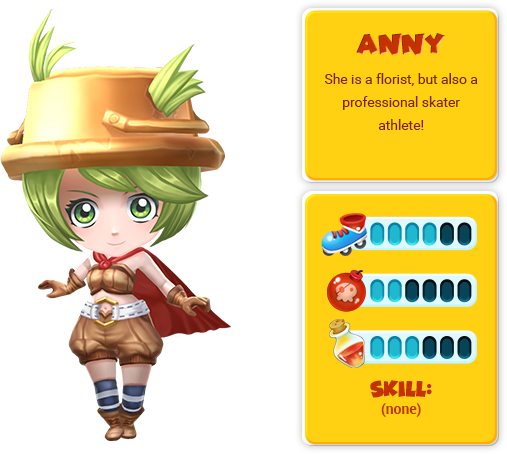 ANNY
She is a florist, but also a
professional skater
athlete!
SKILL:
(none)